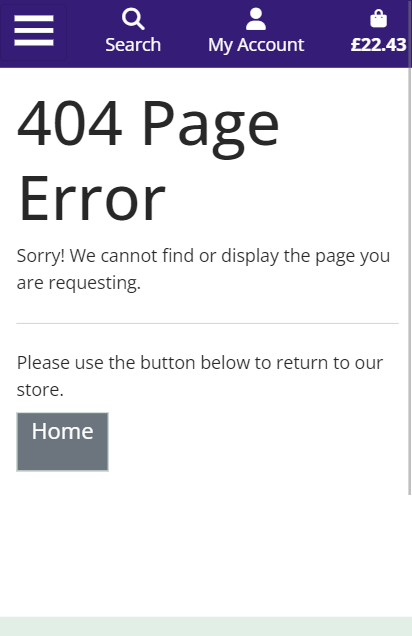 Search
My Account
£22.43
404 Page
Error
Sorry! We cannot find or display the page you
are requesting.
Please use the button below to return to our
store.
Home